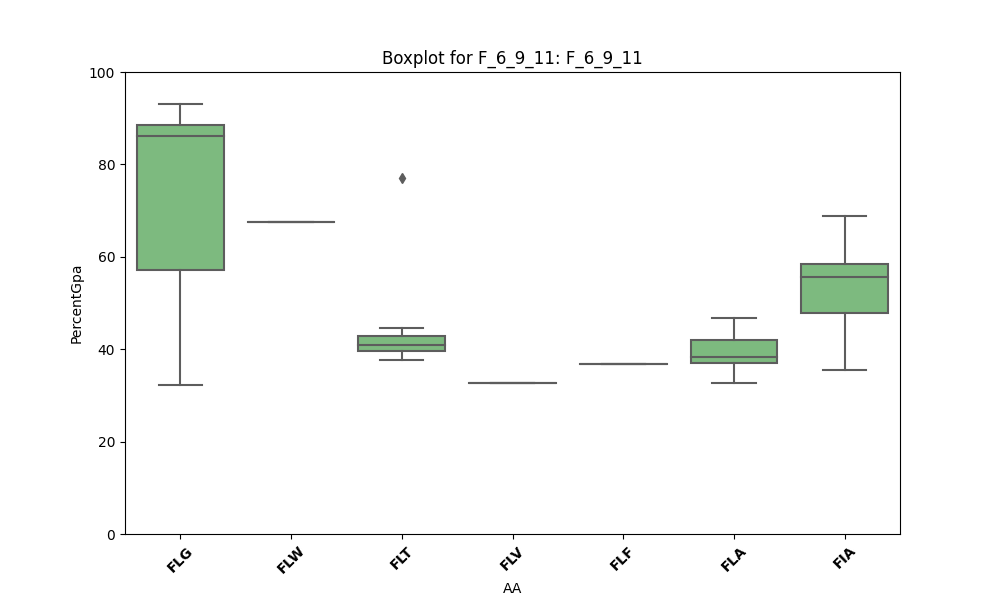 Boxplot for F_6_9_11: F_6_9_11
100
80
60
40
20
0
PercentGpa
FLG
FLW
FLT
FLV
FLF
FLA
FIA
AA